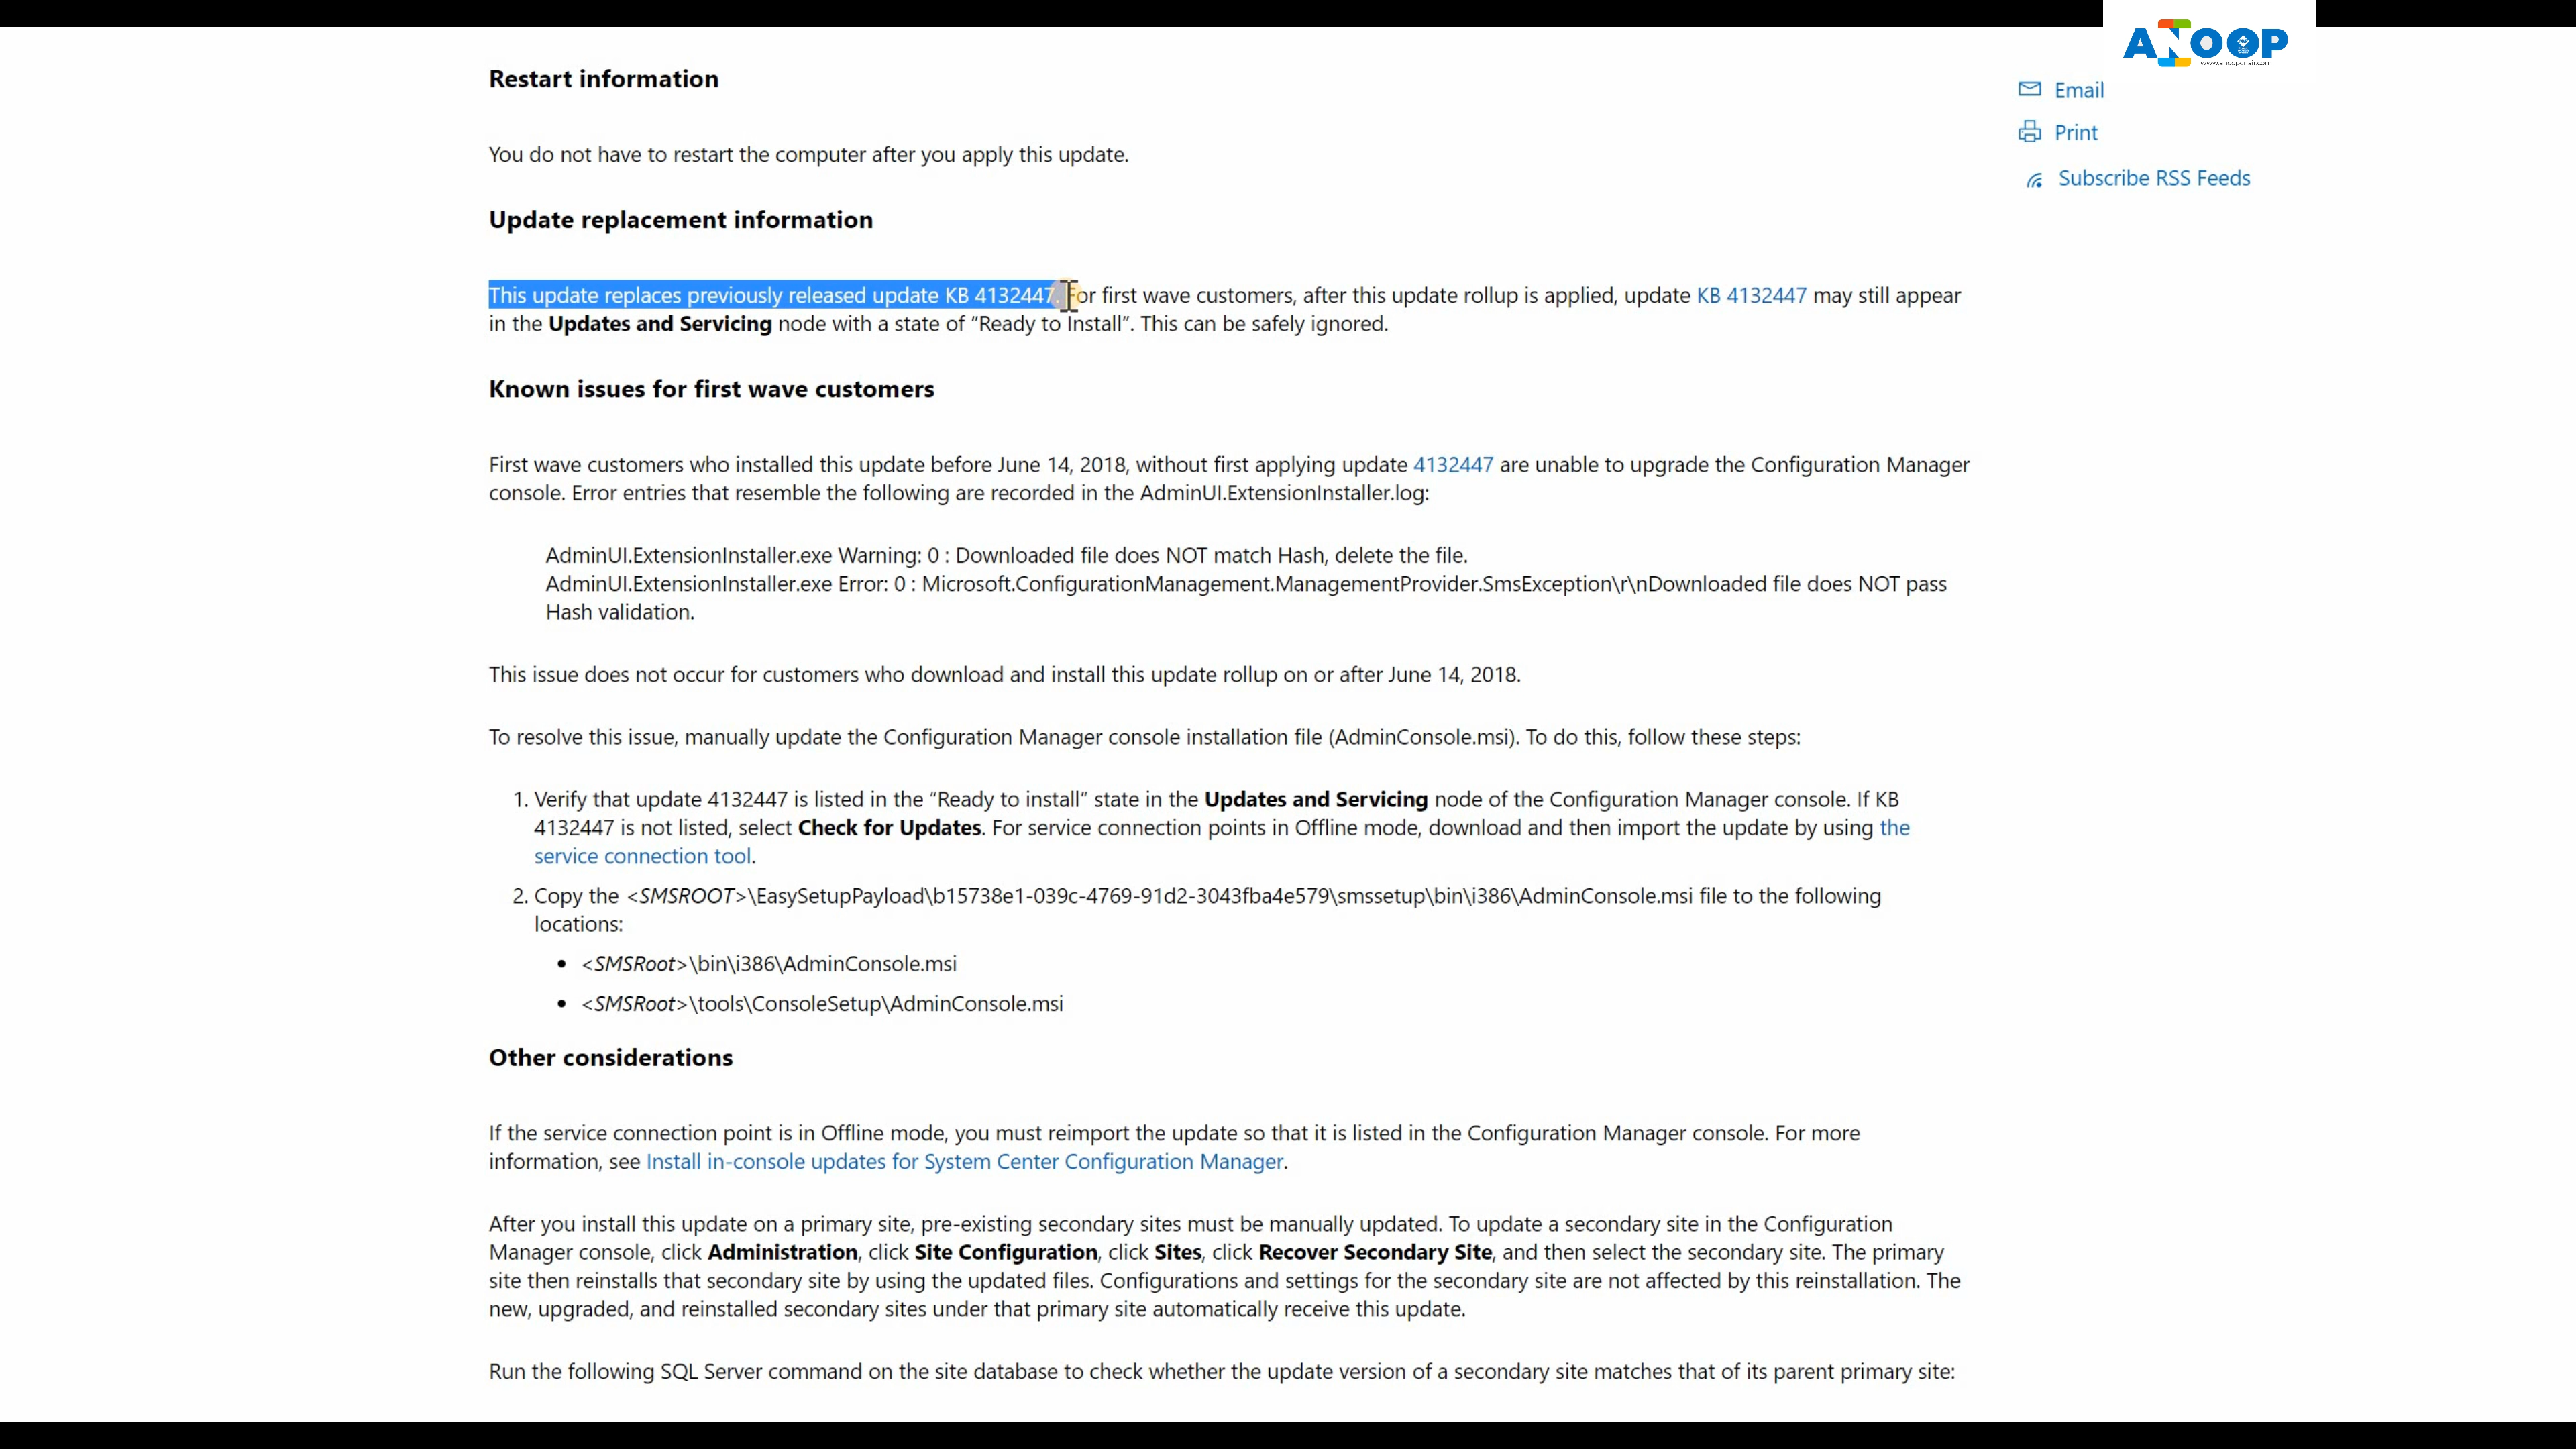 ANOOP
www.anoopcnair.com
Restart information
Email
Print
You do not have to restart the computer after you apply this update.
Subscribe RSS Feeds
Update replacement information
This update replaces previously released update KB 4132447. For first wave customers, after this update rollup is applied, update KB 4132447 may still appear
in the Updates and Servicing node with a state of “Ready to Install”. This can be safely ignored.
Known issues for first wave customers
First wave customers who installed this update before June 14, 2018, without first applying update 4132447 are unable to upgrade the Configuration Manager
console. Error entries that resemble the following are recorded in the AdminUI.ExtensionInstaller.log:
AdminUI.ExtensionInstaller.exe Warning: 0 : Downloaded file does NOT match Hash, delete the file.
AdminUI.ExtensionInstaller.exe Error: 0 : Microsoft.ConfigurationManagement.ManagementProvider.SmsException\r\nDownloaded file does NOT pass
Hash validation.
This issue does not occur for customers who download and install this update rollup on or after June 14, 2018.
To resolve this issue, manually update the Configuration Manager console installation file (AdminConsole.msi). To do this, follow these steps:
1. Verify that update 4132447 is listed in the “Ready to install” state in the Updates and Servicing node of the Configuration Manager console. If KB
4132447 is not listed, select Check for Updates. For service connection points in Offline mode, download and then import the update by using the
service connection tool.
2. Copy the <SMSROOT>\EasySetupPayload\b15738e1-039c-4769-91d2-3043fba4e579\smssetup\bin\i386\AdminConsole.msi file to the following
locations:
• <SMSRoot>\bin\i386\AdminConsole.msi
• <SMSRoot>\tools\ConsoleSetup\AdminConsole.msi
Other considerations
If the service connection point is in Offline mode, you must reimport the update so that it is listed in the Configuration Manager console. For more
information, see Install in-console updates for System Center Configuration Manager.
After you install this update on a primary site, pre-existing secondary sites must be manually updated. To update a secondary site in the Configuration
Manager console, click Administration, click Site Configuration, click Sites, click Recover Secondary Site, and then select the secondary site. The primary
site then reinstalls that secondary site by using the updated files. Configurations and settings for the secondary site are not affected by this reinstallation. The
new, upgraded, and reinstalled secondary sites under that primary site automatically receive this update.
Run the following SQL Server command on the site database to check whether the update version of a secondary site matches that of its parent primary site: